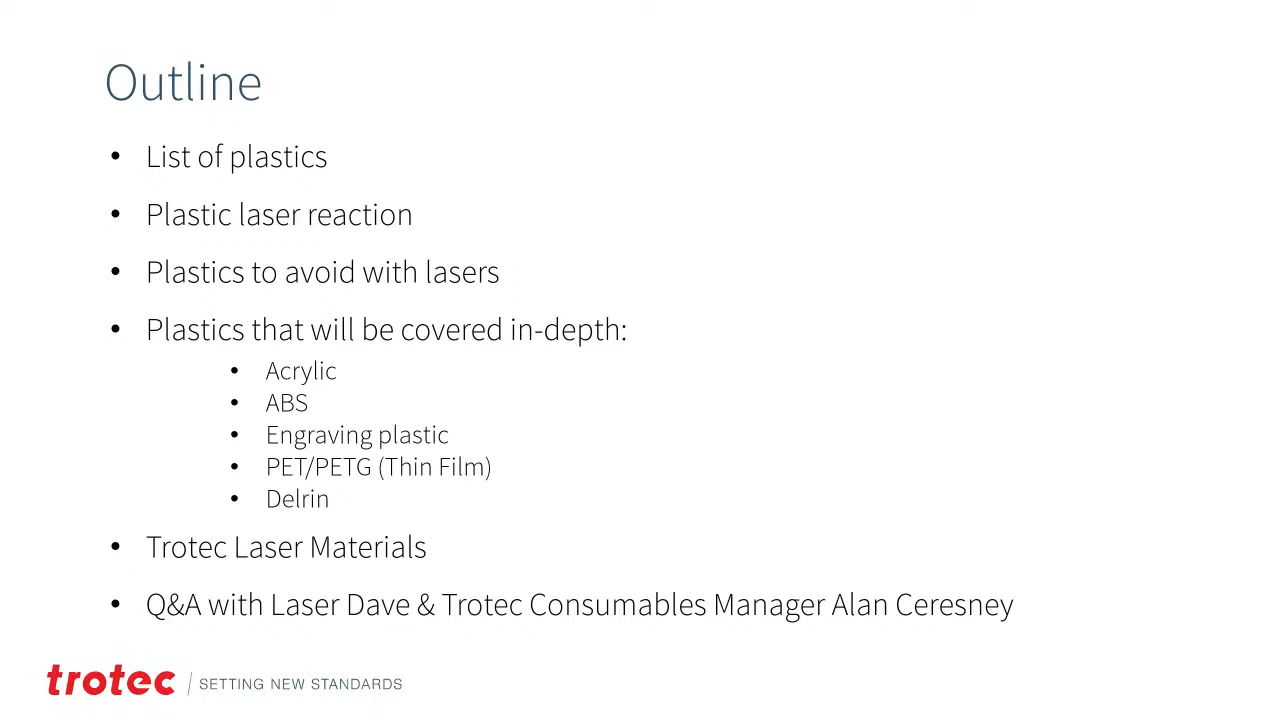 Outline
• List of plastics
• Plastic laser reaction
• Plastics to avoid with lasers
• Plastics that will be covered in-depth:
• Acrylic
• ABS
• Engraving plastic
• PET/PETG (Thin Film)
• Delrin
• Trotec Laser Materials
• Q&A with Laser Dave & Trotec Consumables Manager Alan Ceresney
trotec / SETTING NEW STANDARDS